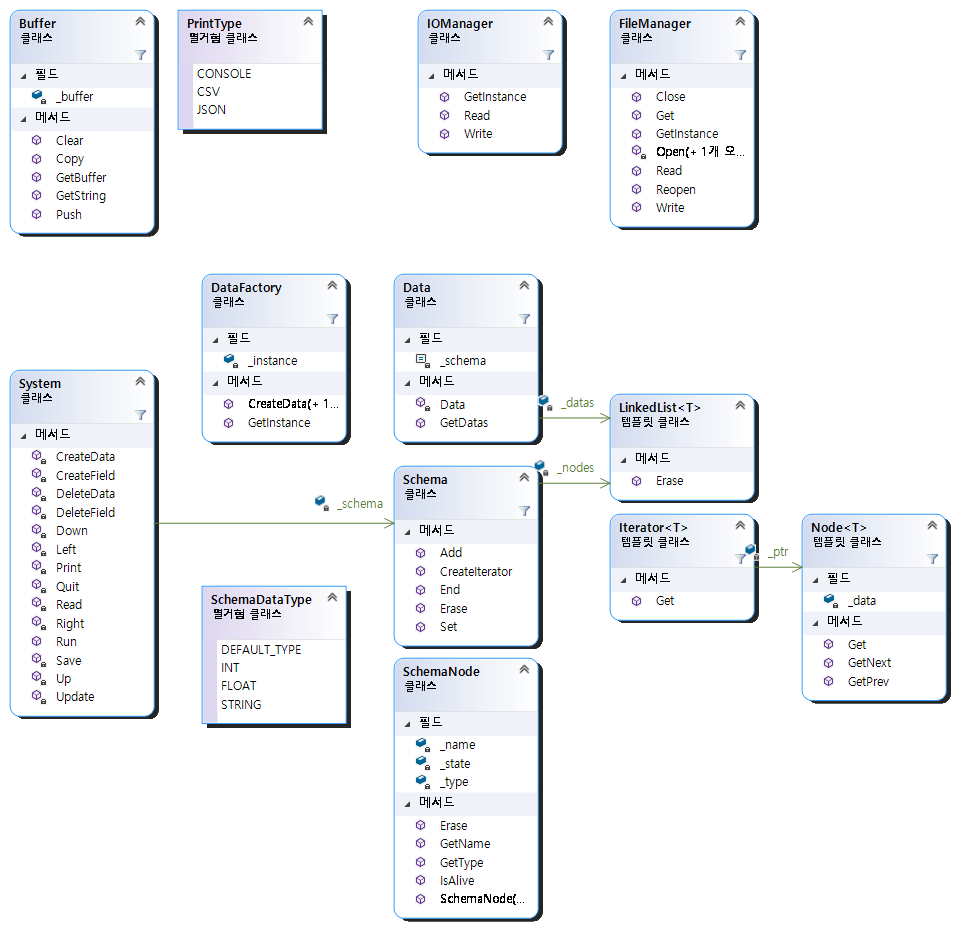 Buffer
클래스
필드
_buffer
메서드
Clear
Copy
GetBuffer
GetString
Push
PrintType
열거형 클래스
CONSOLE
CSV
JSON
IOManager
클래스
메서드
GetInstance
Read
Write
FileManager
클래스
메서드
Close
Get
GetInstance
Open(+ 1개 오...
Read
Reopen
Write
DataFactory
클래스
필드
_instance
메서드
CreateData(+ 1...
GetInstance
Data
클래스
필드
_schema
메서드
Data
GetDatas
_datas
LinkedList<T>
템플릿 클래스
메서드
Erase
System
클래스
메서드
CreateData
CreateField
DeleteData
DeleteField
Down
Left
Print
Quit
Read
Right
Run
Save
Up
Update
_schema
Schema
클래스
메서드
Add
CreateIterator
End
Erase
Set
_nodes
Iterator<T>
템플릿 클래스
메서드
Get
_ptr
Node<T>
템플릿 클래스
필드
_data
메서드
Get
GetNext
GetPrev
SchemaDataType
열거형 클래스
DEFAULT_TYPE
INT
FLOAT
STRING
SchemaNode
클래스
필드
_name
_state
_type
메서드
Erase
GetName
GetType
IsAlive
SchemaNode(...